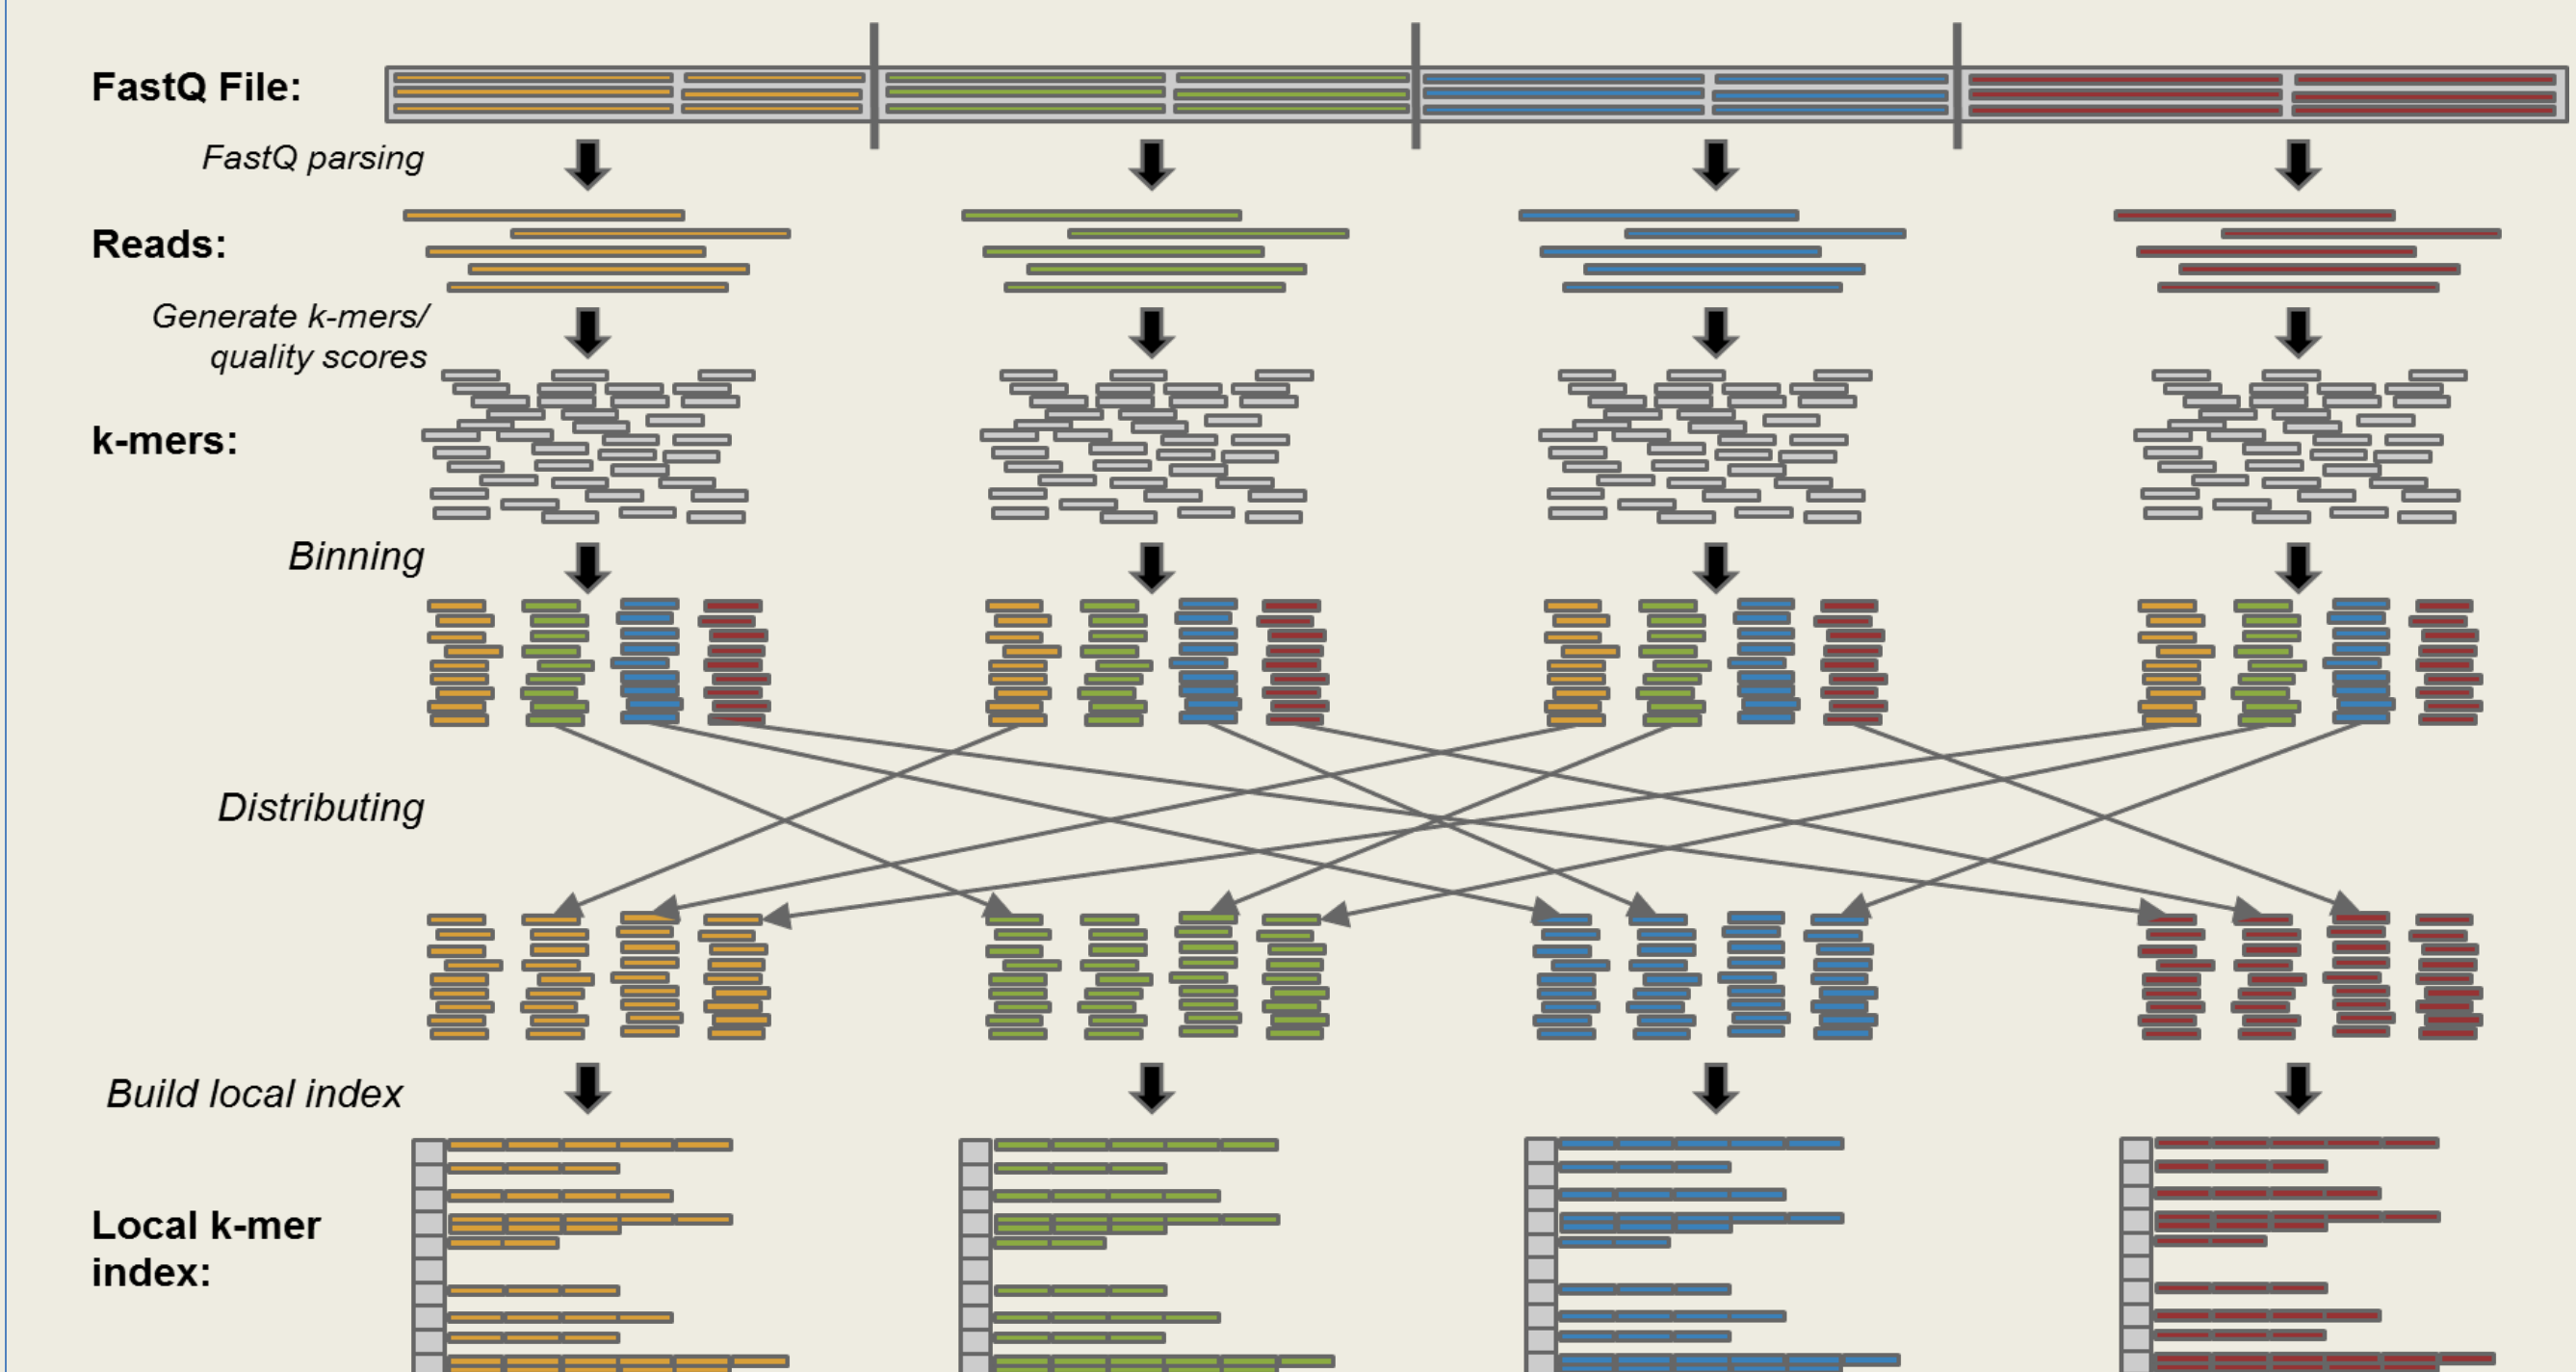 FastQ File:
FastQ parsing
Reads:
Generate k-mers/
quality scores
k-mers:
Binning
Distributing
Build local index
Local k-mer
index: